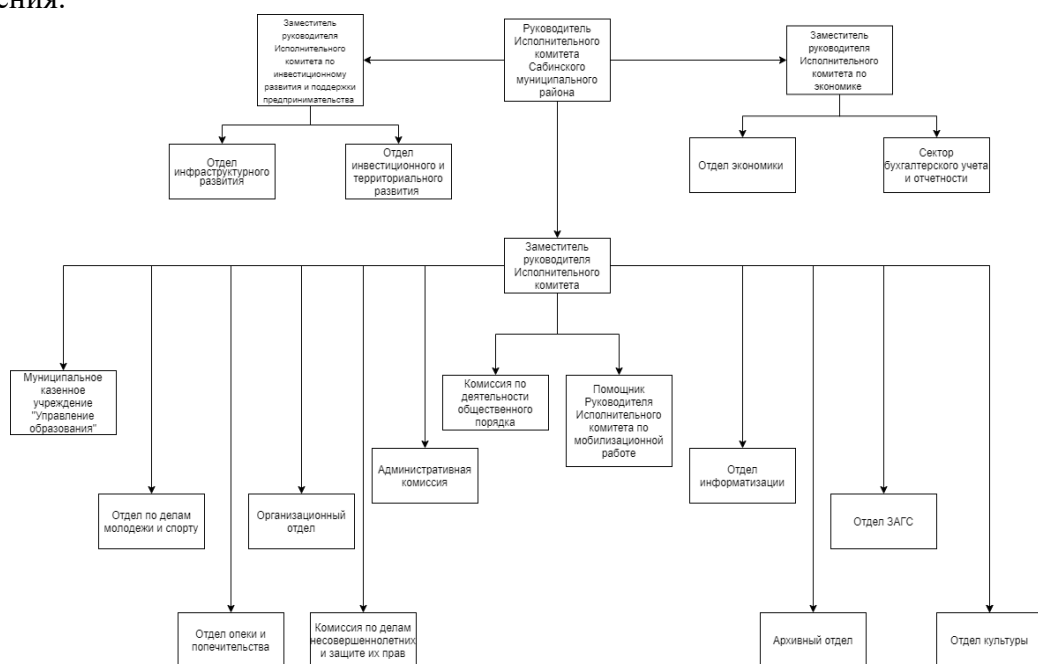 ения.
Заместитель
руководителя
Исполнительного
комитета по
инвестиционному
развития и поддержки
предпринимательства
Руководитель
Исполнительного
комитета
Сабинского
муниципального
района
Заместитель
руководителя
Исполнительного
комитета по
экономике
Отдел
инфраструктурного
развития
Отдел
инвестиционного и
территориального
развития
Отдел экономики
Сектор
бухгалтерского учета
и отчетности
Заместитель
руководителя
Исполнительного
комитета
Муниципальное
казенное
учреждение
"Управление
образования"
Комиссия по
деятельности
общественного
порядка
Помощник
Руководителя
Исполнительного
комитета по
мобилизационной
работе
Административная
комиссия
Отдел
информатизации
Отдел по делам
молодежи и спорту
Организационный
отдел
Отдел ЗАГС
Отдел опеки и
попечительства
Комиссия по делам
несовершеннолетних
и защите их прав
Архивный отдел
Отдел культуры